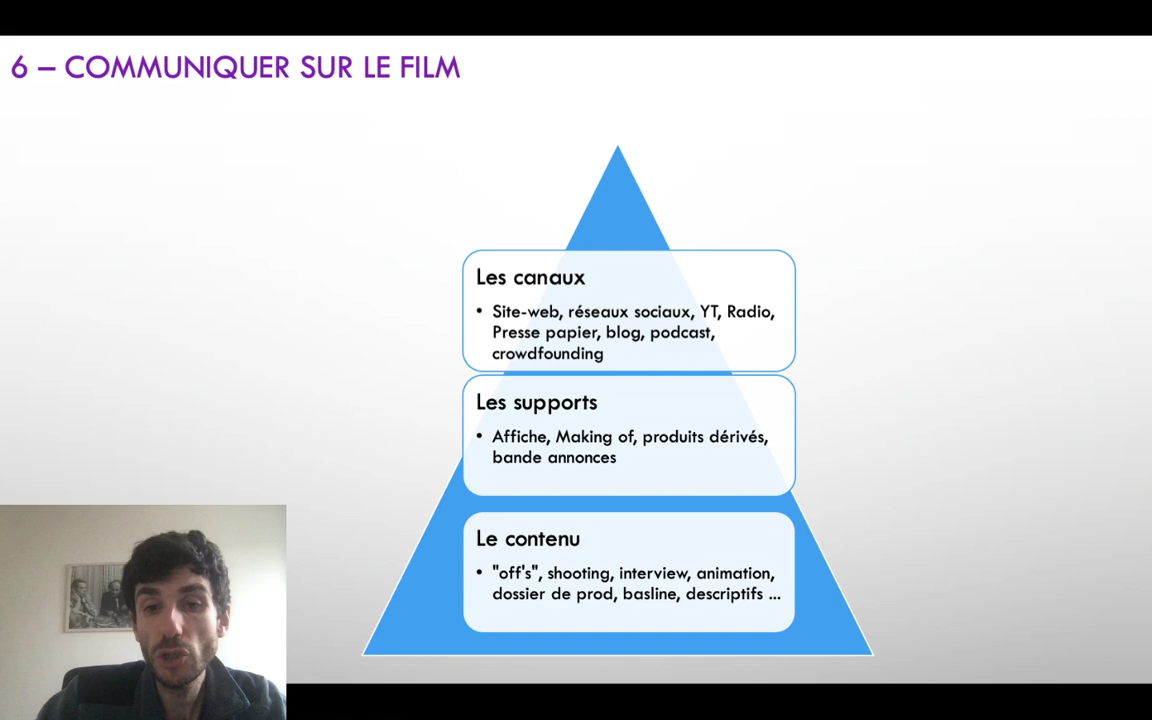 6 – COMMUNIQUER SUR LE FILM
Les canaux
• Site-web, réseaux sociaux, YT, Radio,
Presse papier, blog, podcast,
crowdfounding
Les supports
• Affiche, Making of, produits dérivés,
bande annonces
Le contenu
• "off's", shooting, interview, animation,
dossier de prod, basline, descriptifs ...